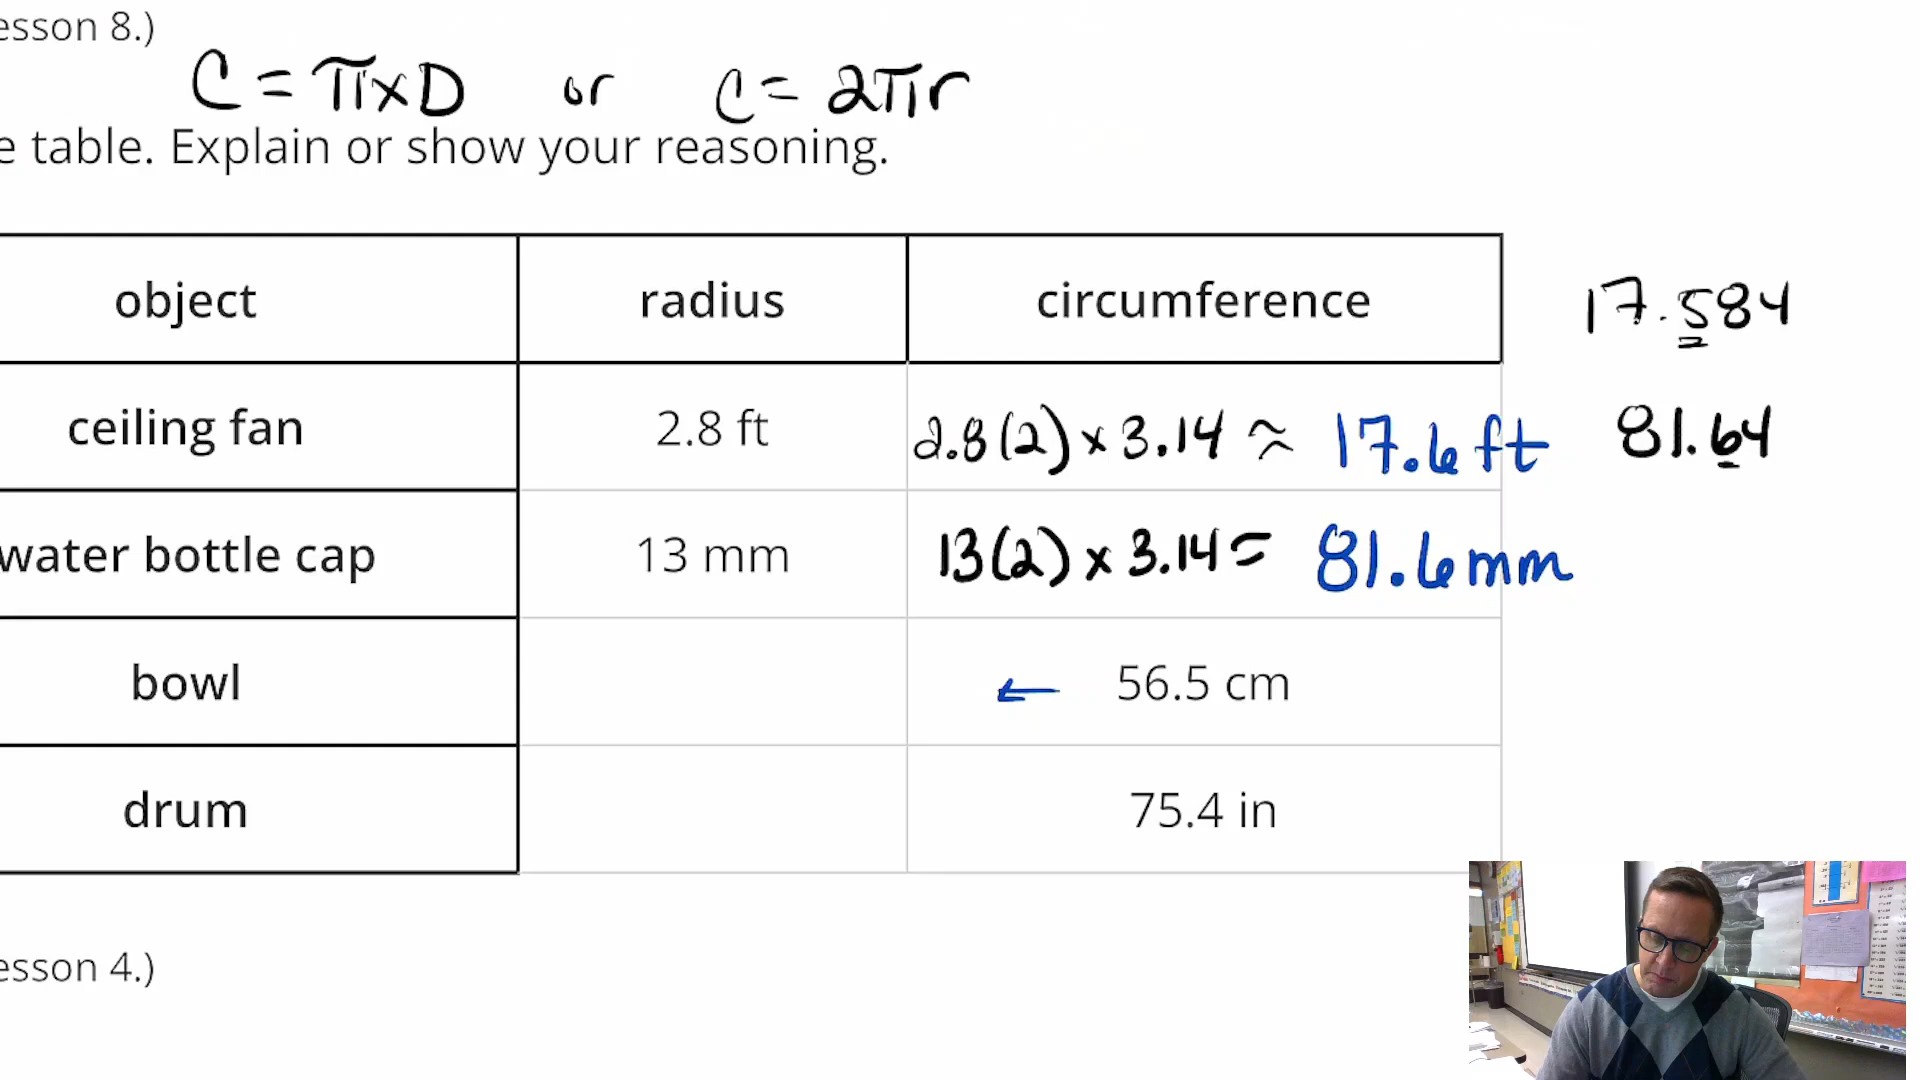 esson 8.)
C = π x D or C = 2πr
e table. Explain or show your reasoning.
object radius circumference 17.584
ceiling fan 2.8 ft 2.8(2) x 3.14 ≈ 17.6 ft 81.64
water bottle cap 13 mm 13(2) x 3.14 = 81.6 mm
bowl ← 56.5 cm
drum 75.4 in
esson 4.)